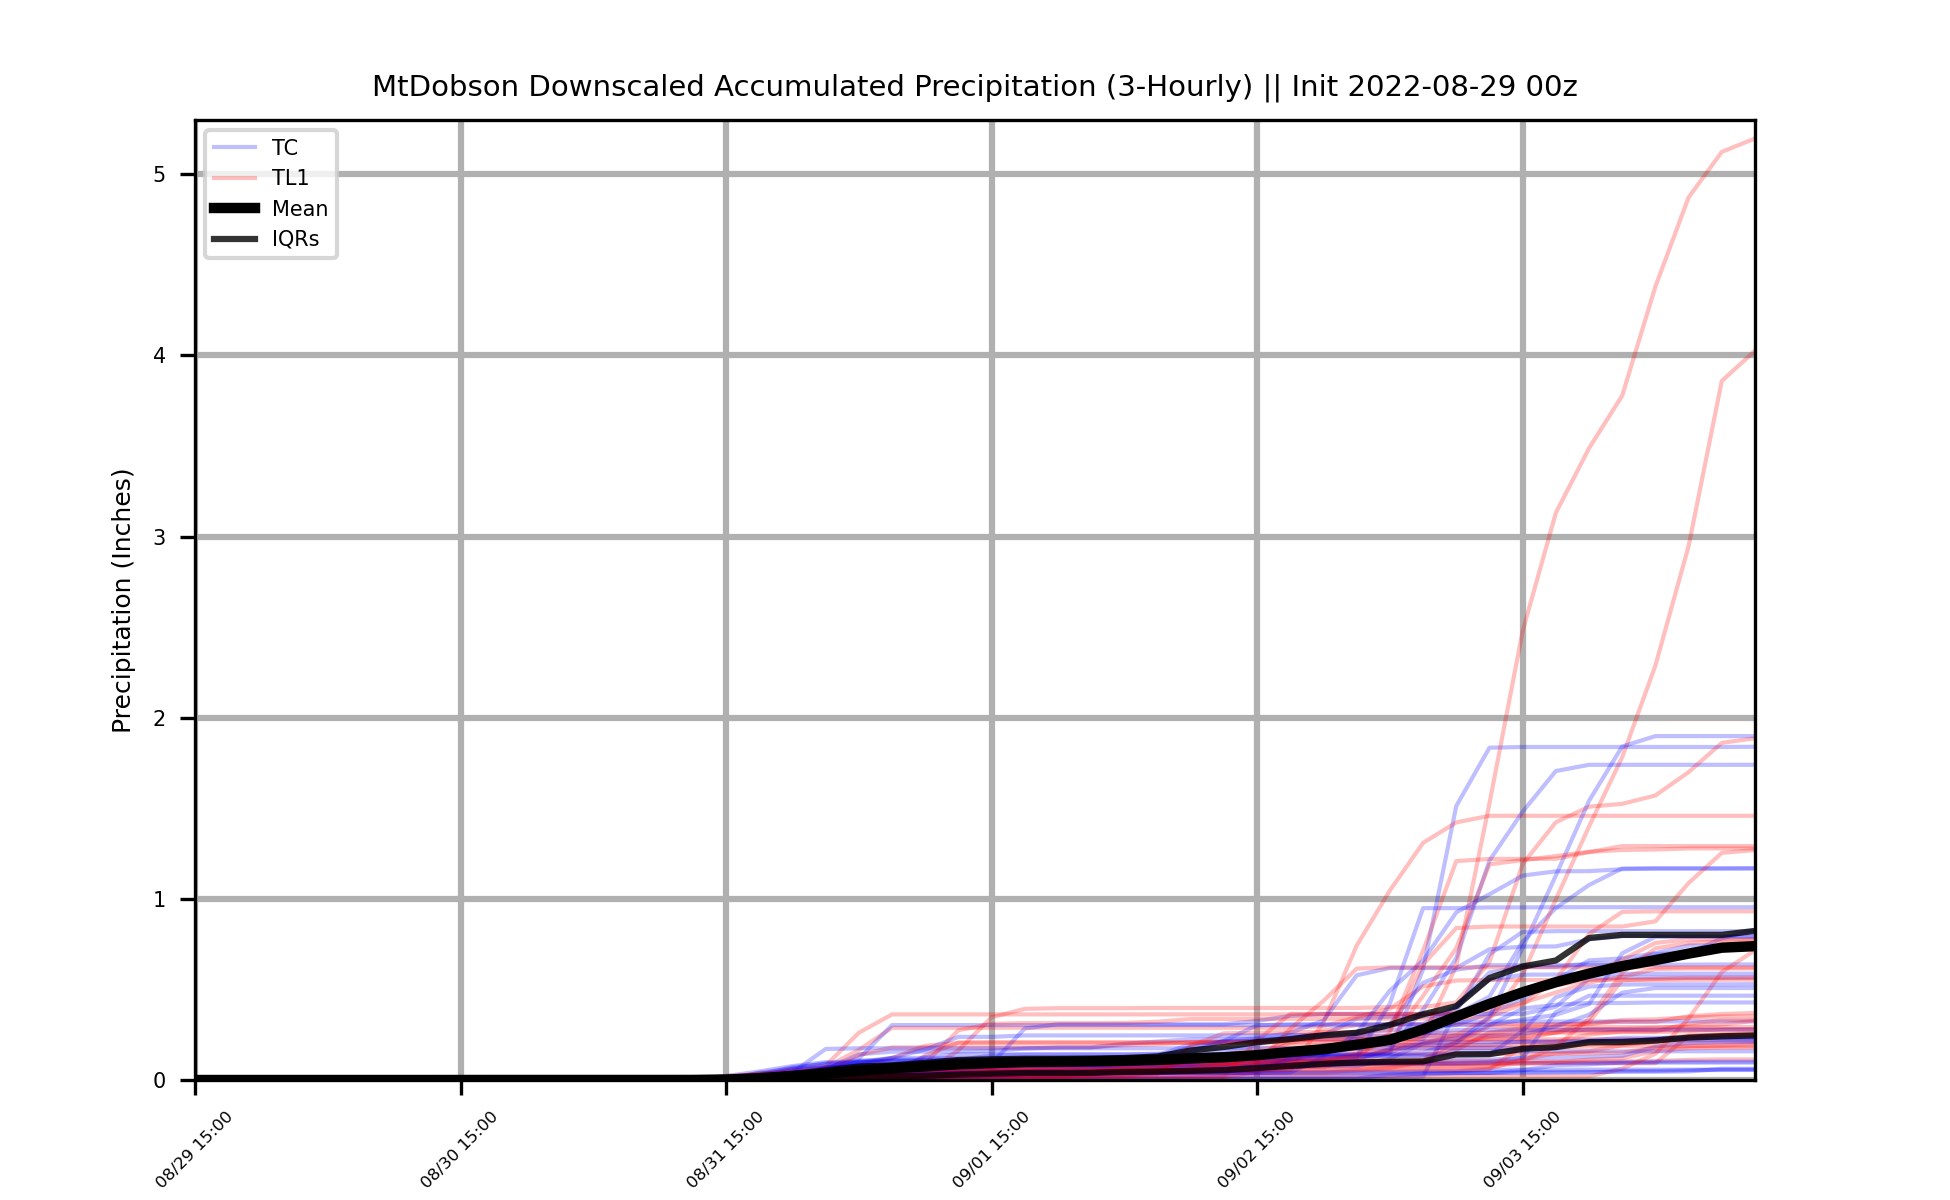 MtDobson Downscaled Accumulated Precipitation (3-Hourly) || Init 2022-08-29 00z
TC
TL1
Mean
IQRs
Precipitation (Inches)
5
4
3
2
1
0
08/29 15:00
08/30 15:00
08/31 15:00
09/01 15:00
09/02 15:00
09/03 15:00